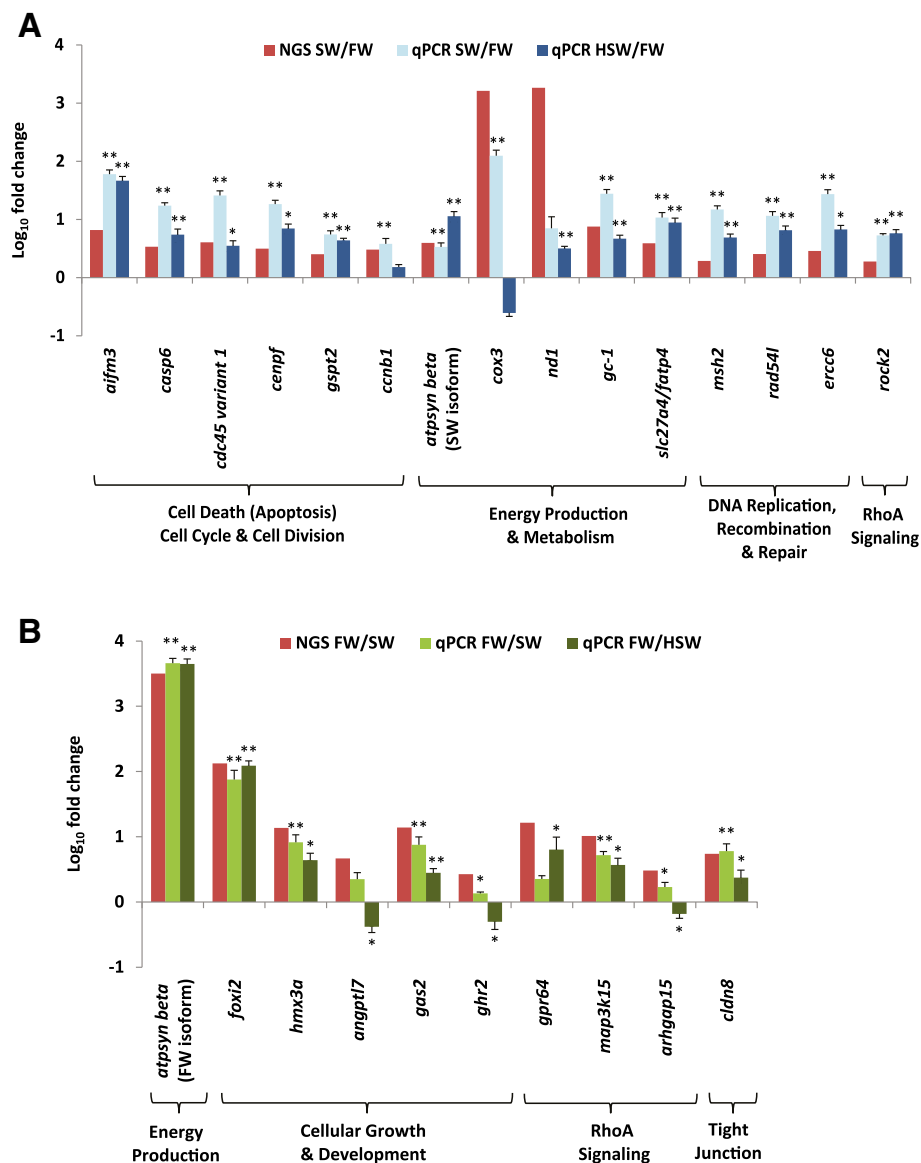 A
NGS SW/FW qPCR SW/FW qPCR HSW/FW
Log10 fold change
4
3
2
1
0
-1
** ** ** ** ** * ** * ** ** ** ** ** ** ** ** ** ** ** ** ** ** ** ** * ** **
aifm3
casp6
cdc45 variant 1
cenpf
gspt2
ccnb1
atpsyn beta
(SW isoform)
cox3
nd1
gc-1
slc27a4/fatp4
msh2
rad54l
ercc6
rock2
Cell Death (Apoptosis)
Cell Cycle & Cell Division
Energy Production
& Metabolism
DNA Replication,
Recombination
& Repair
RhoA
Signaling
B
NGS FW/SW qPCR FW/SW qPCR FW/HSW
Log10 fold change
4
3
2
1
0
-1
** ** ** ** ** * * ** ** * * * ** * * * ** *
atpsyn beta
(FW isoform)
foxi2
hmx3a
angptl7
gas2
ghr2
gpr64
map3k15
arhgap15
cldn8
Energy
Production
Cellular Growth
& Development
RhoA
Signaling
Tight
Junction